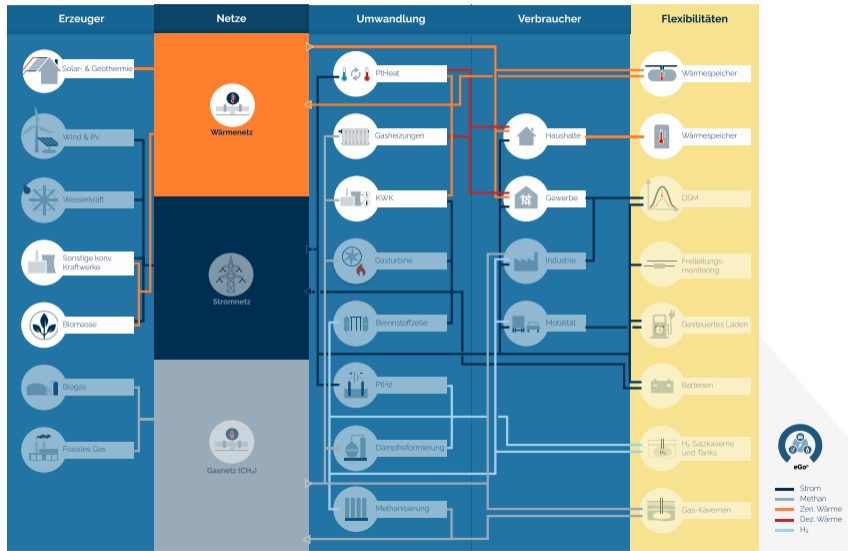 Erzeuger
Netze
Umwandlung
Verbraucher
Flexibilitäten
Solar- & Geothermie
Wind & PV
Wasserkraft
Sonstige konv.
Kraftwerke
Biomasse
Biogas
Fossiles Gas
Wärmenetz
Stromnetz
Gasnetz (CH₄)
PtHeat
Gasheizungen
KWK
Gasturbine
Brennstoffzelle
PtH₂
Dampfreformierung
Methanisierung
Haushalte
Gewerbe
Industrie
Mobilität
Wärmespeicher
Wärmespeicher
DSM
Freileitungs-
monitoring
Gesteuertes Laden
Batterien
H₂
H₂ Salzkaverne
und Tanks
Gas-Kavernen
eGoⁿ
Strom
Methan
Zen. Wärme
Dez. Wärme
H₂